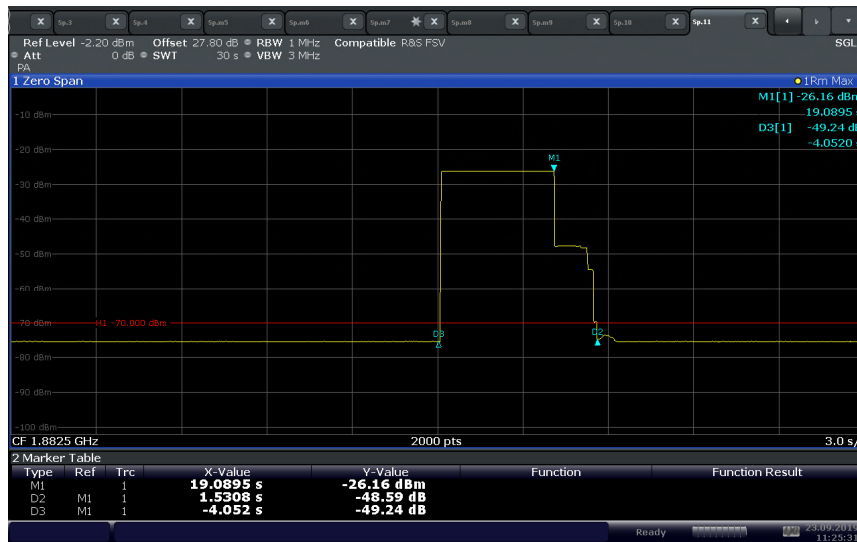 Sp.3 X Sp.4 X Sp.m5 X Sp.m6 X Sp.m7 X Sp.m8 X Sp.m9 X Sp.10 X Sp.11 X
Ref Level -2.20 dBm Offset 27.80 dB RBW 1 MHz Compatible R&S FSV SGL
Att 0 dB SWT 30 s VBW 3 MHz
PA
1 Zero Span 1Rm Max
M1[1] -26.16 dBm
19.0895
-10 dBm
D3[1] -49.24 dB
-4.0520
-20 dBm
M1
-30 dBm
-40 dBm
-50 dBm
-60 dBm
-70 dBm H1 -70.000 dBm
D3 D2
-80 dBm
-90 dBm
-100 dBm
CF 1.8825 GHz 2000 pts 3.0 s/
2 Marker Table
Type Ref Trc X-Value Y-Value Function Function Result
M1 1 19.0895 s -26.16 dBm
D2 M1 1 1.5308 s -48.59 dB
D3 M1 1 -4.052 s -49.24 dB
Ready 23.09.2019
11:25:31